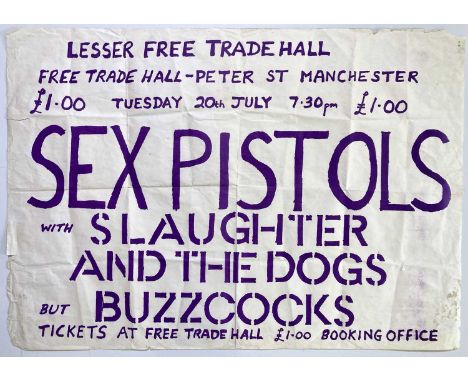 LESSER FREE TRADE HALL
FREE TRADE HALL - PETER ST MANCHESTER
£1·00 TUESDAY 20th JULY 7·30pm £1·00
SEX PISTOLS
WITH SLAUGHTER
AND THE DOGS
BUT BUZZCOCKS
TICKETS AT FREE TRADE HALL £1·00 BOOKING OFFICE